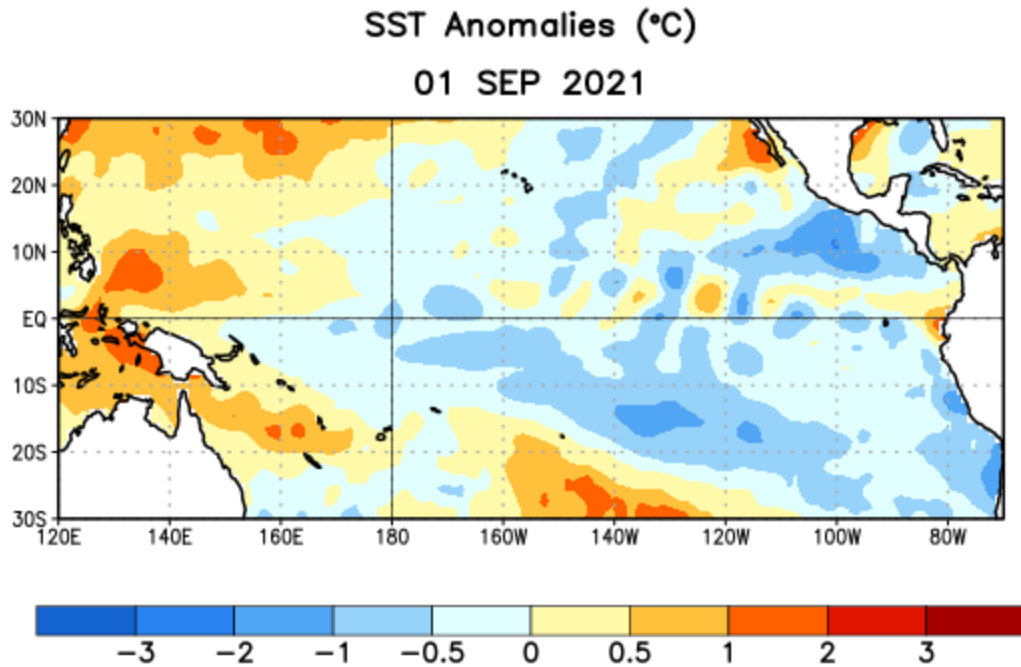 SST Anomalies (°C)
01 SEP 2021
30N
20N
10N
EQ
10S
20S
30S
120E 140E 160E 180 160W 140W 120W 100W 80W
-3 -2 -1 -0.5 0 0.5 1 2 3